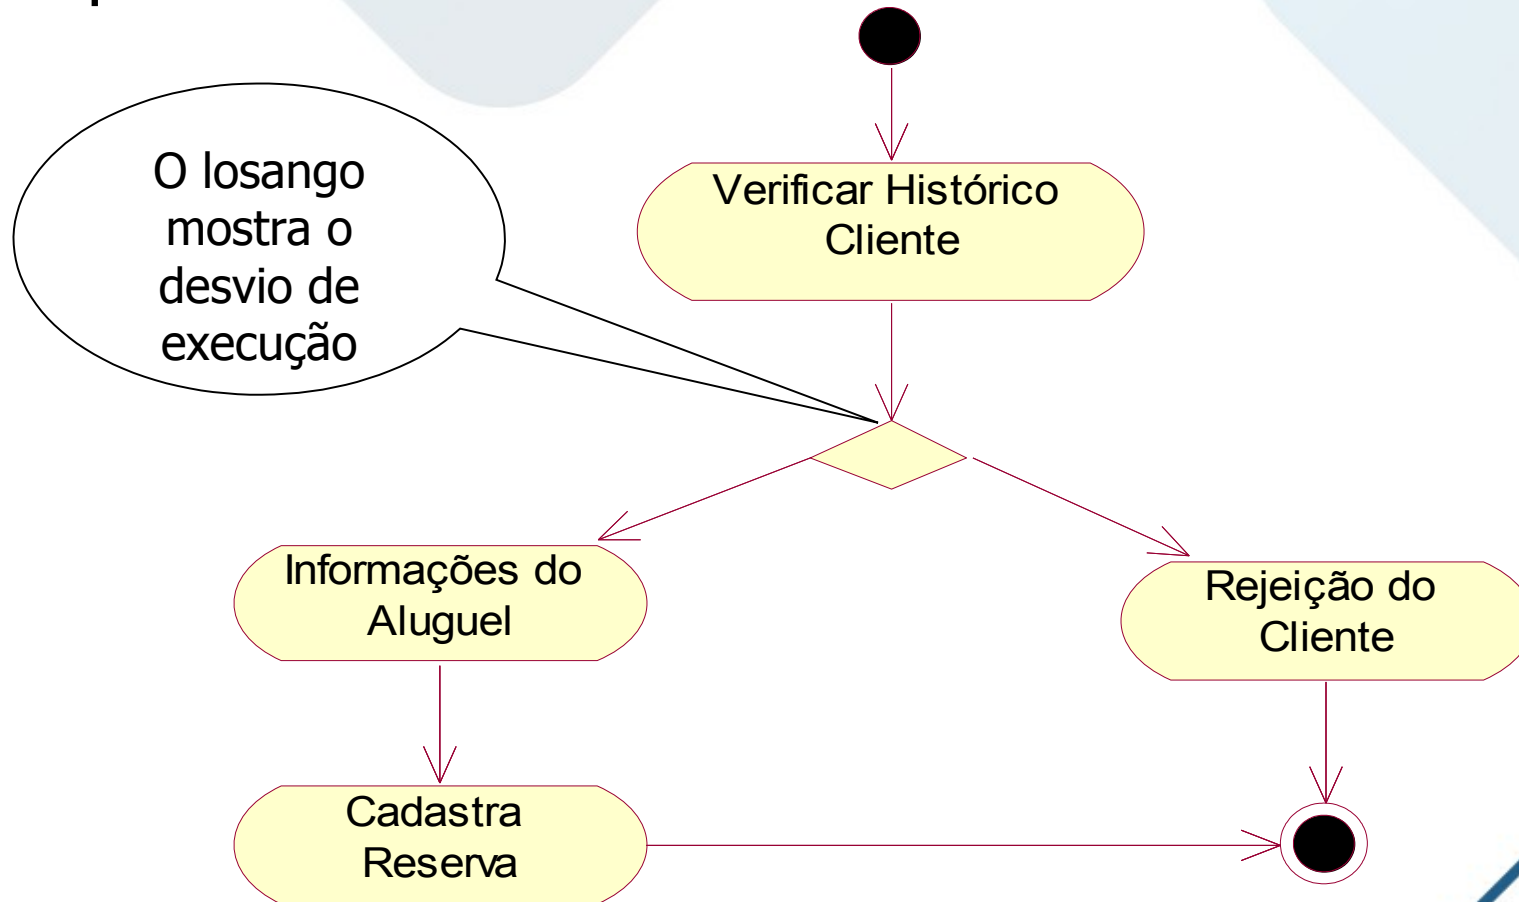 O losango
mostra o
desvio de
execução
Verificar Histórico
Cliente
Informações do
Aluguel
Rejeição do
Cliente
Cadastra
Reserva